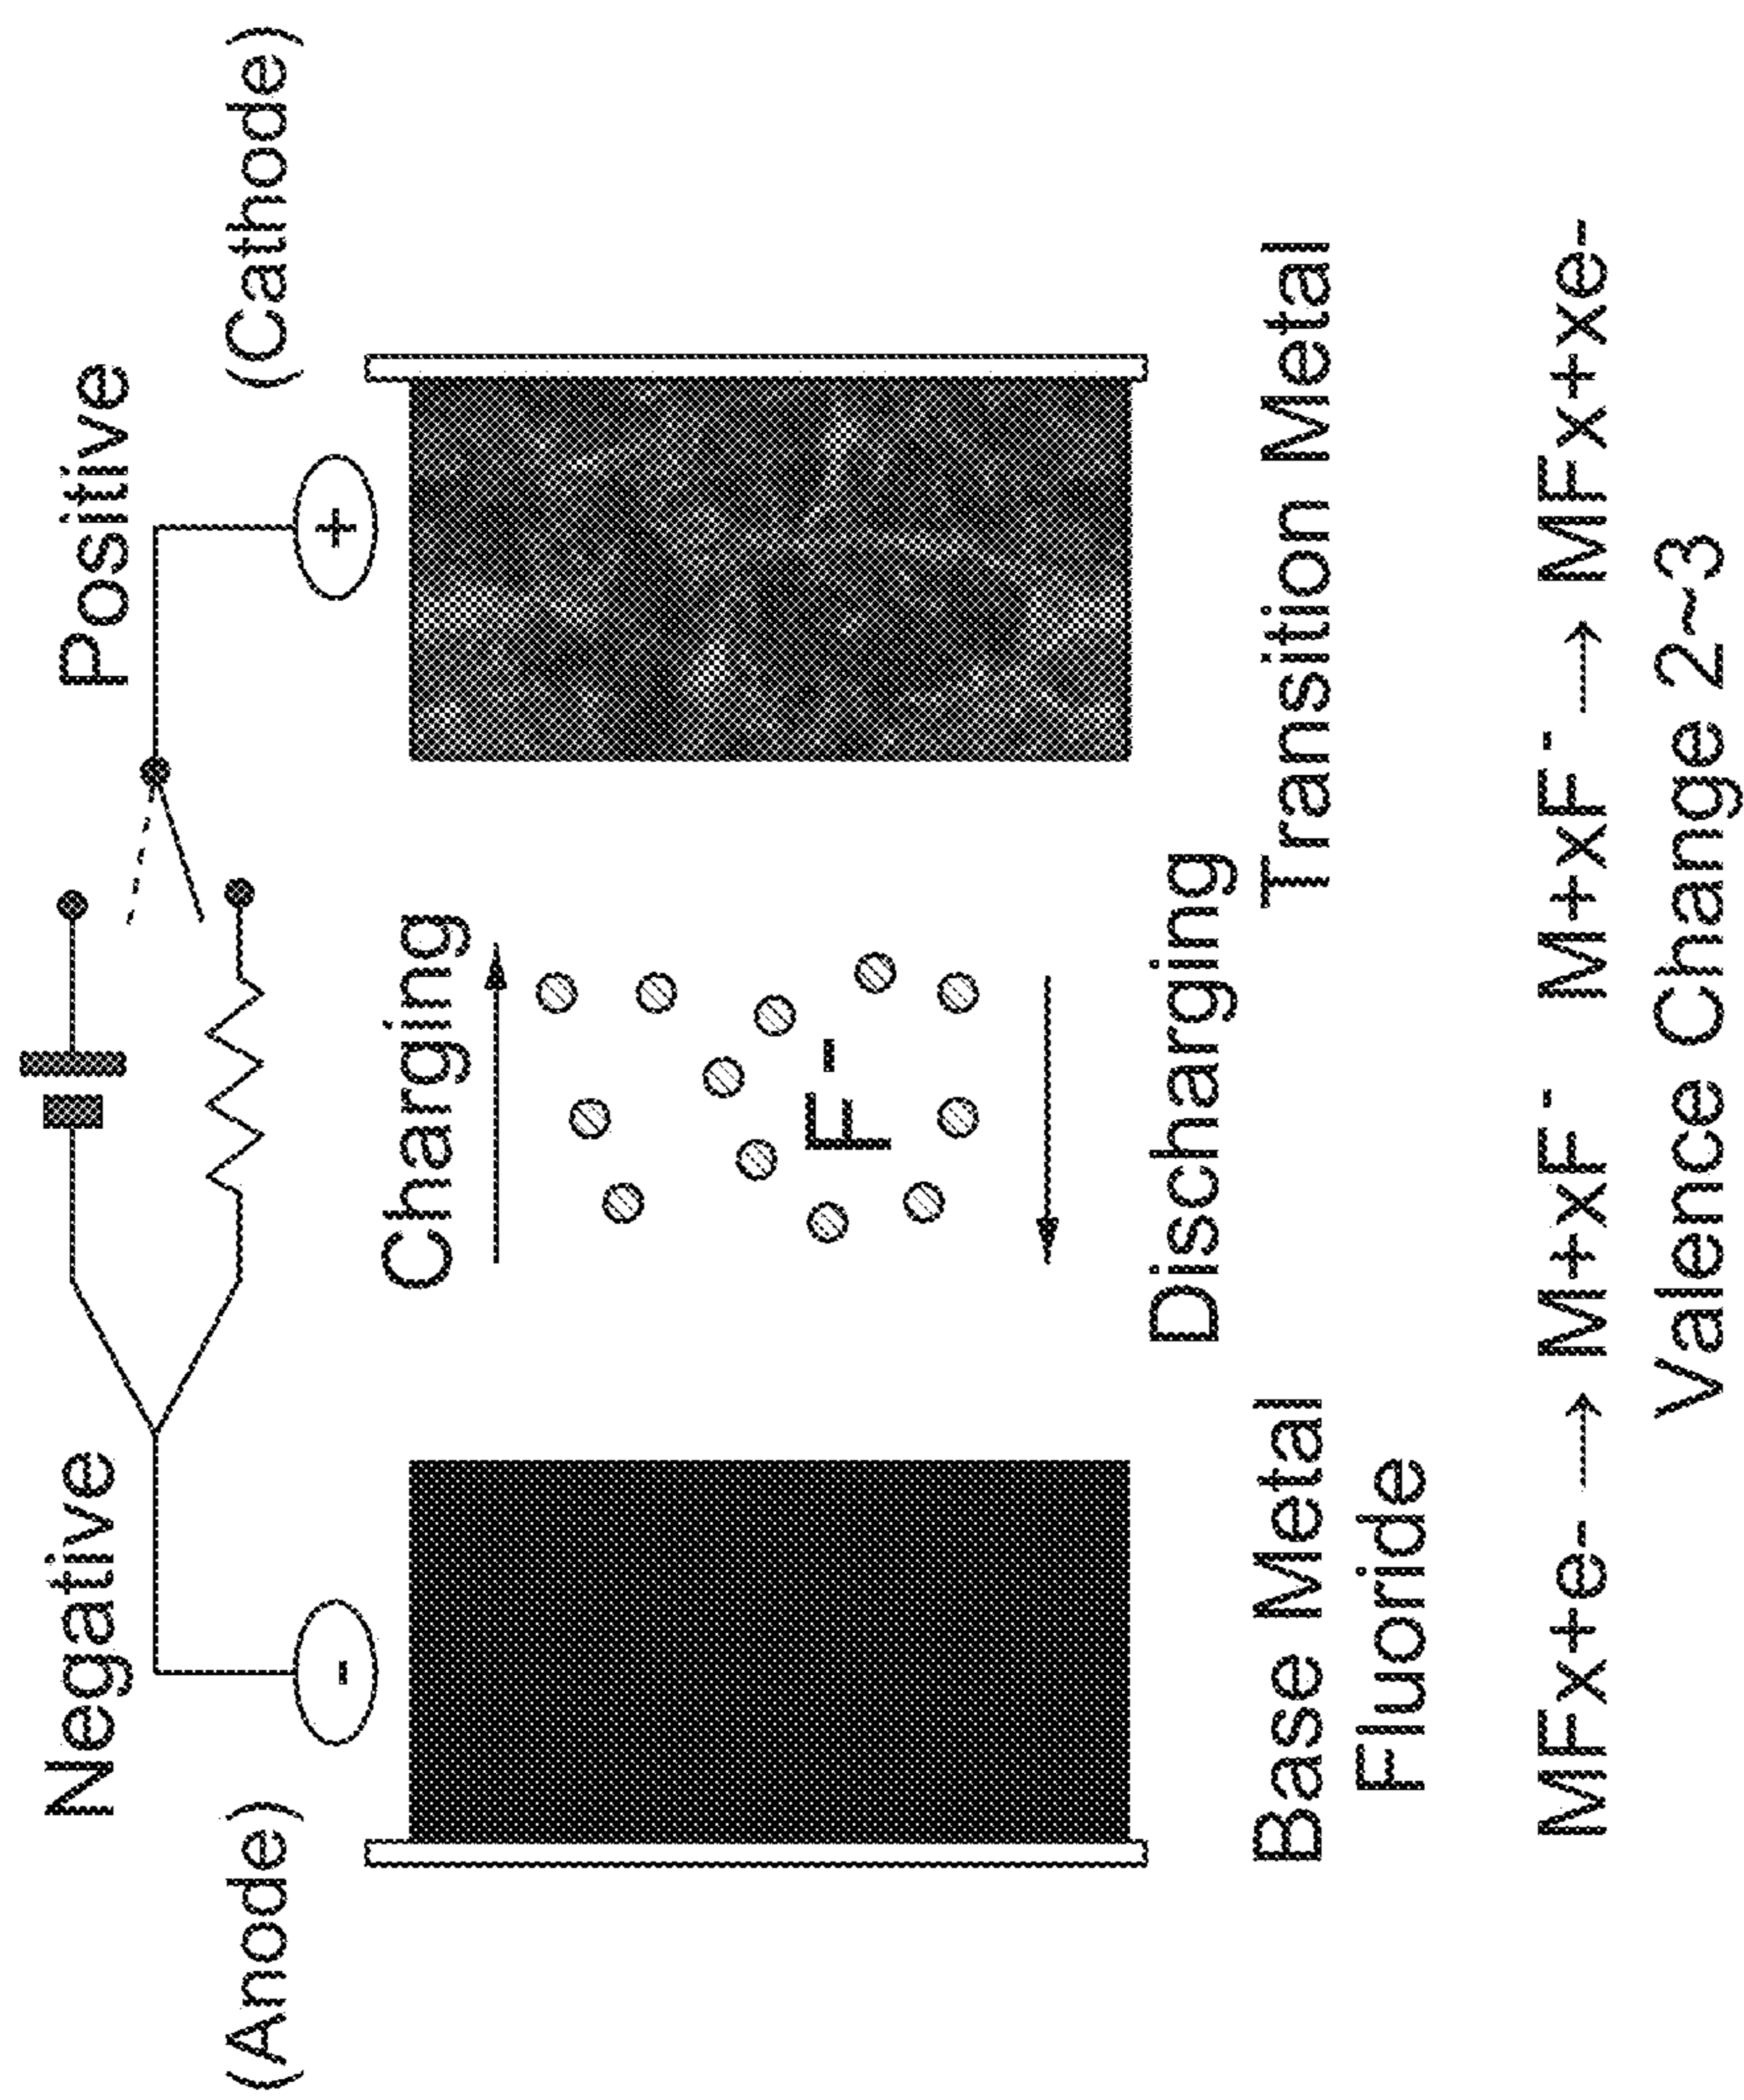 Negative
Positive
(Anode)
(Cathode)
-
+
Charging
F-
Discharging
Base Metal
Fluoride
Transition Metal
MFx+e- → M+xF- M+xF- → MFx+xe-
Valence Change 2~3